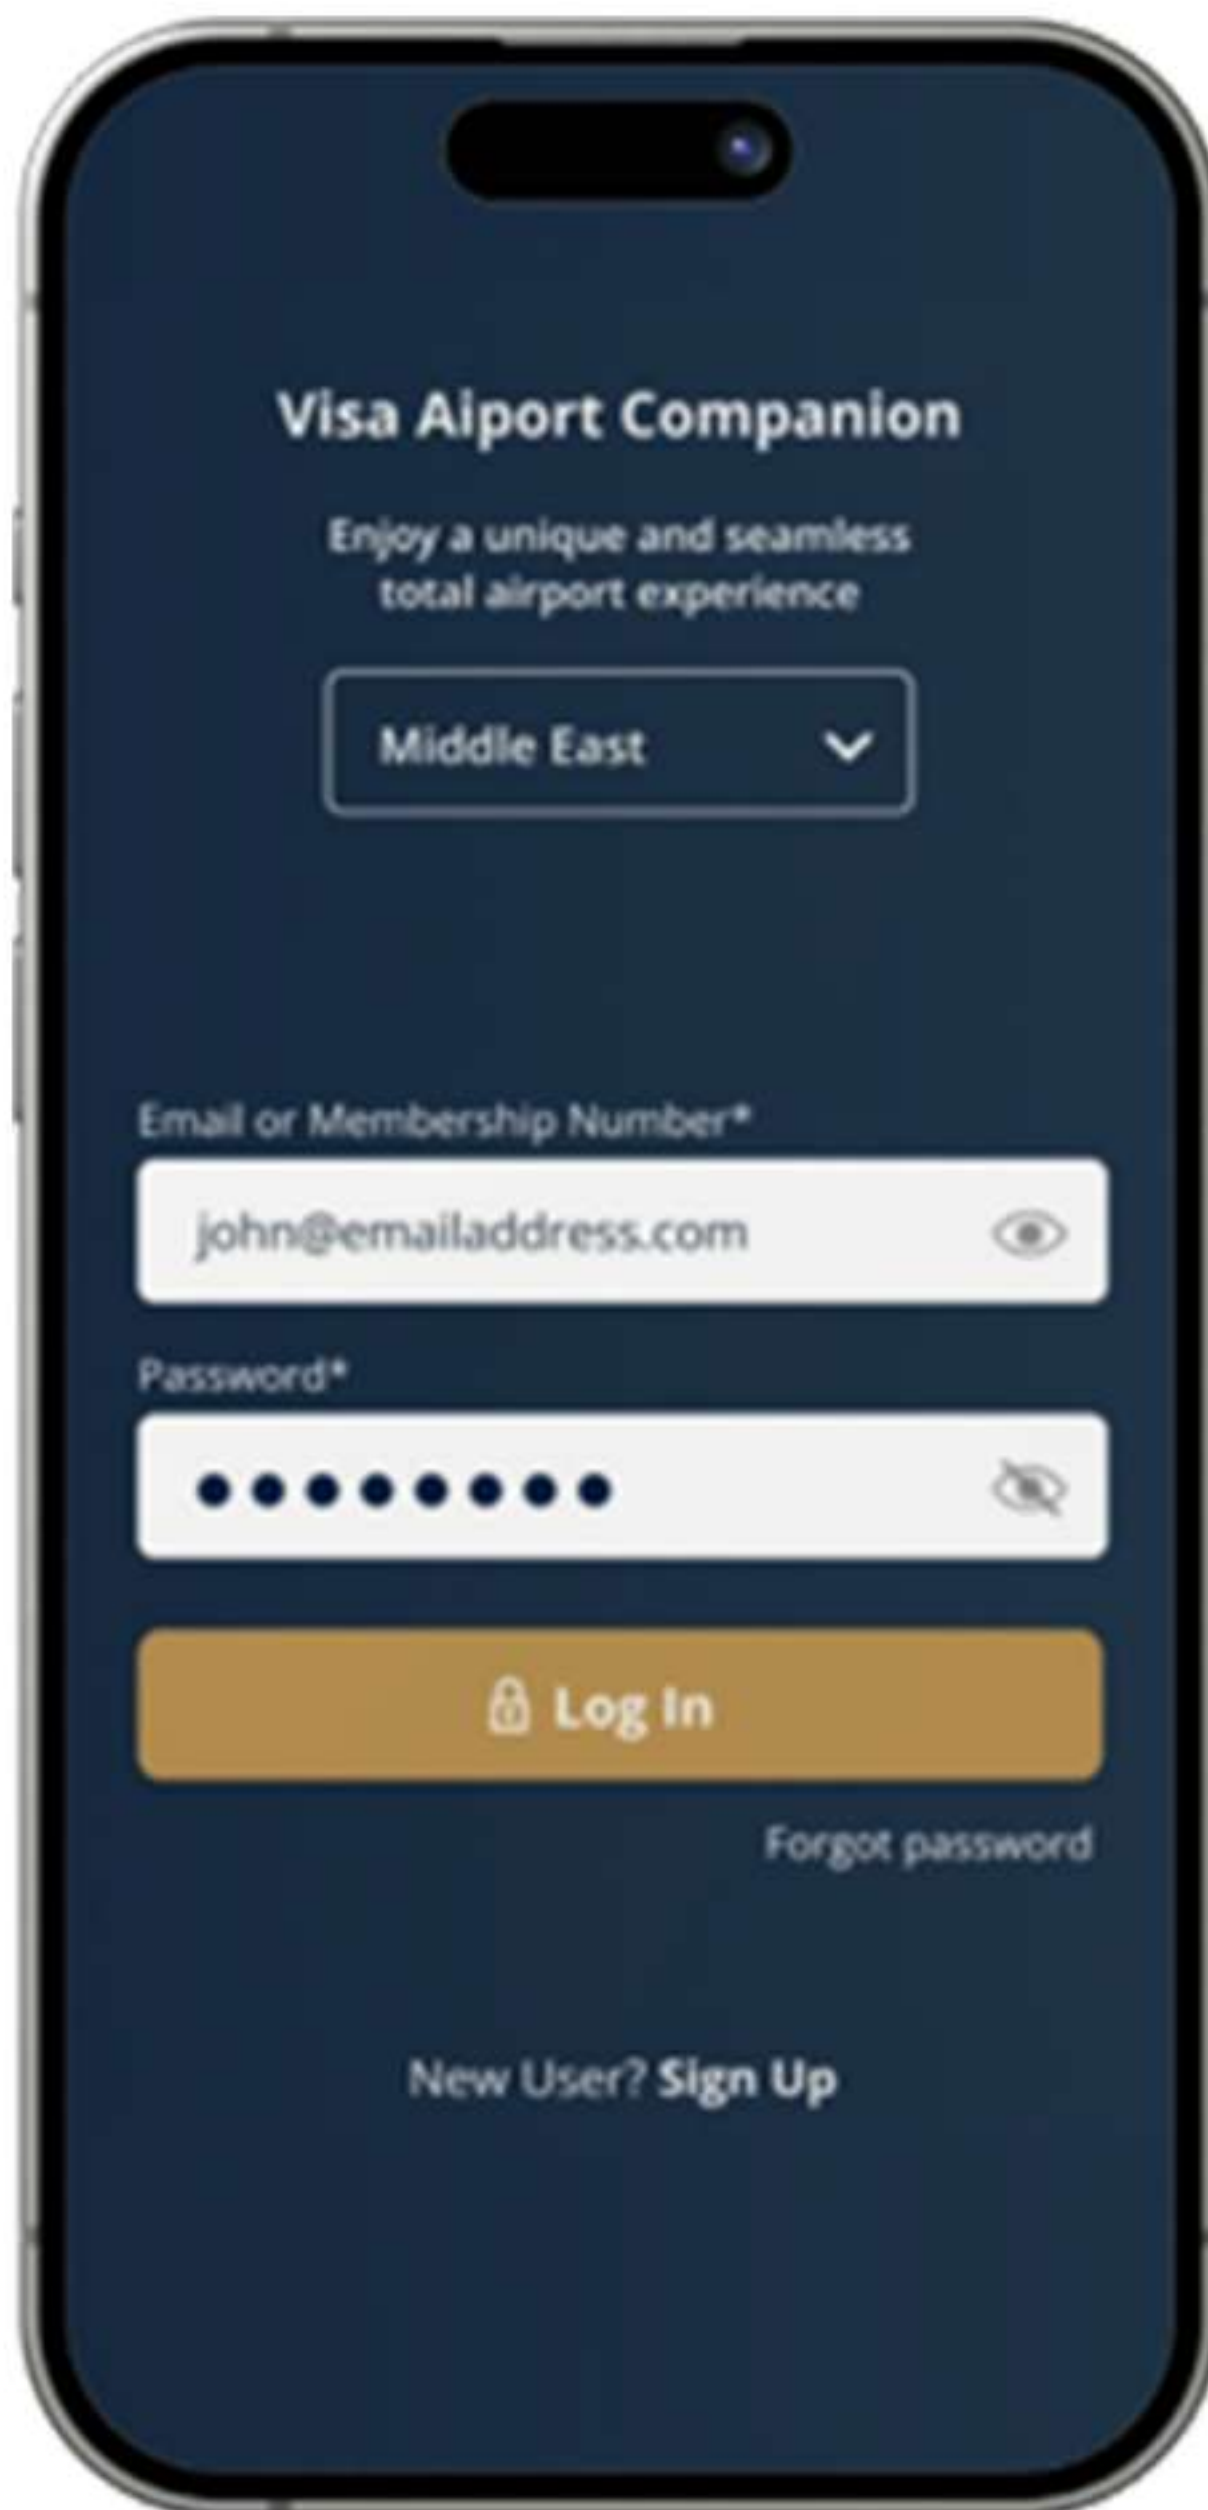 Visa Aiport Companion
Enjoy a unique and seamless
total airport experience
Middle East
Email or Membership Number*
john@emailaddress.com
Password*
Log In
Forgot password
New User? Sign Up